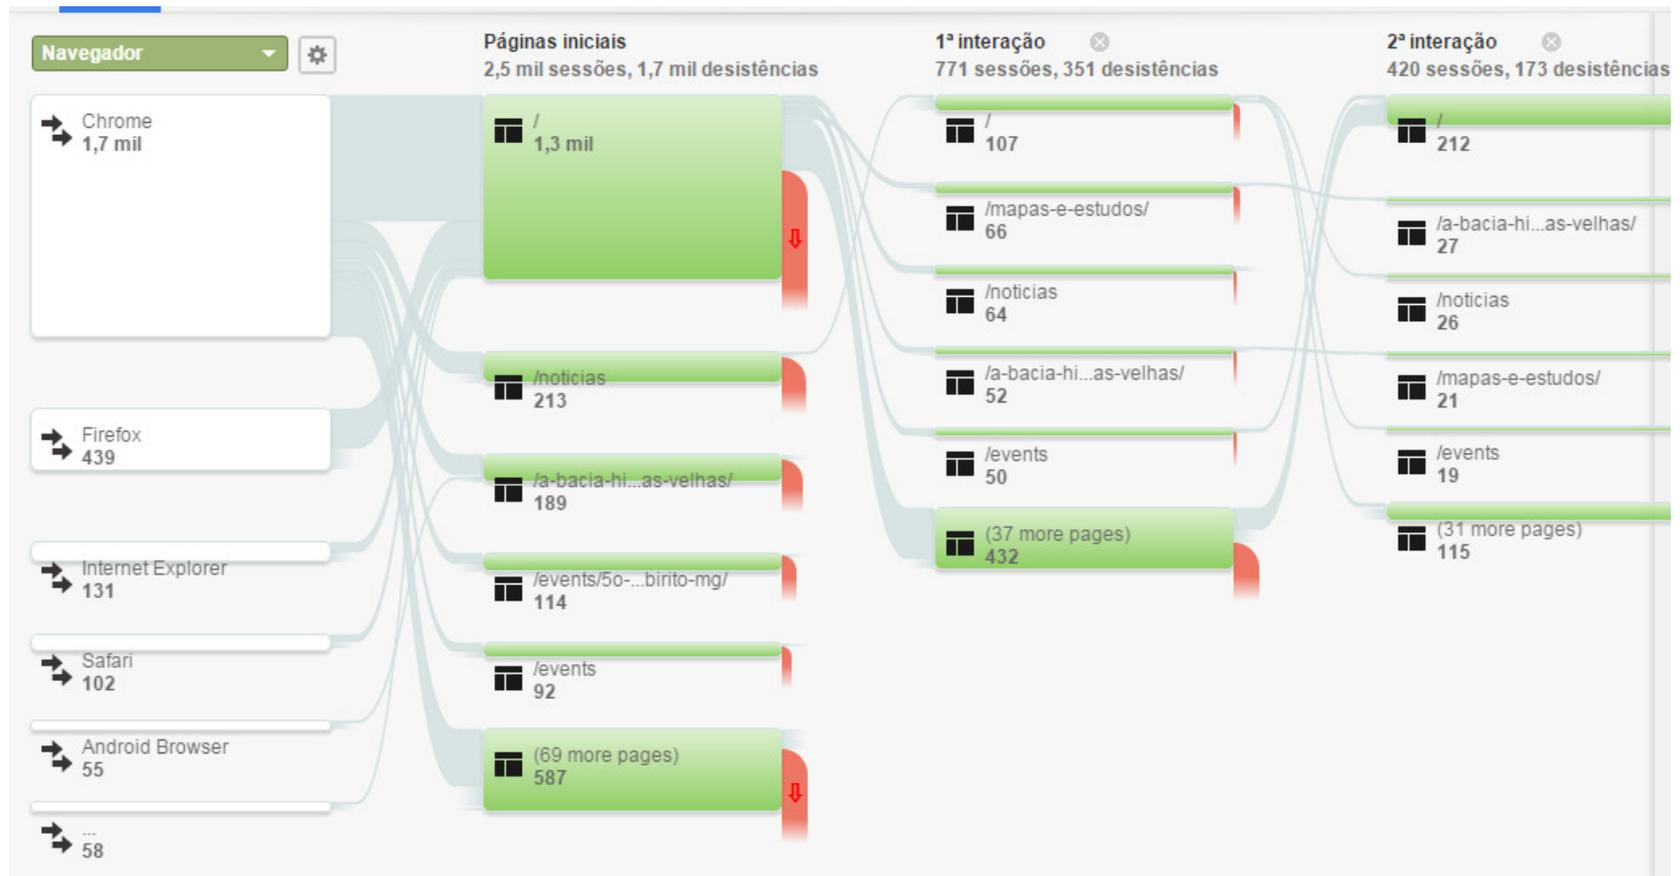 Navegador
Chrome
1,7 mil
Firefox
439
Internet Explorer
131
Safari
102
Android Browser
55
...
58
Páginas iniciais
2,5 mil sessões, 1,7 mil desistências
/
1,3 mil
/noticias
213
/a-bacia-hi...as-velhas/
189
/events/5o-...birito-mg/
114
/events
92
(69 more pages)
587
1ª interação
771 sessões, 351 desistências
/
107
/mapas-e-estudos/
66
/noticias
64
/a-bacia-hi...as-velhas/
52
/events
50
(37 more pages)
432
2ª interação
420 sessões, 173 desistências
/
212
/a-bacia-hi...as-velhas/
27
/noticias
26
/mapas-e-estudos/
21
/events
19
(31 more pages)
115